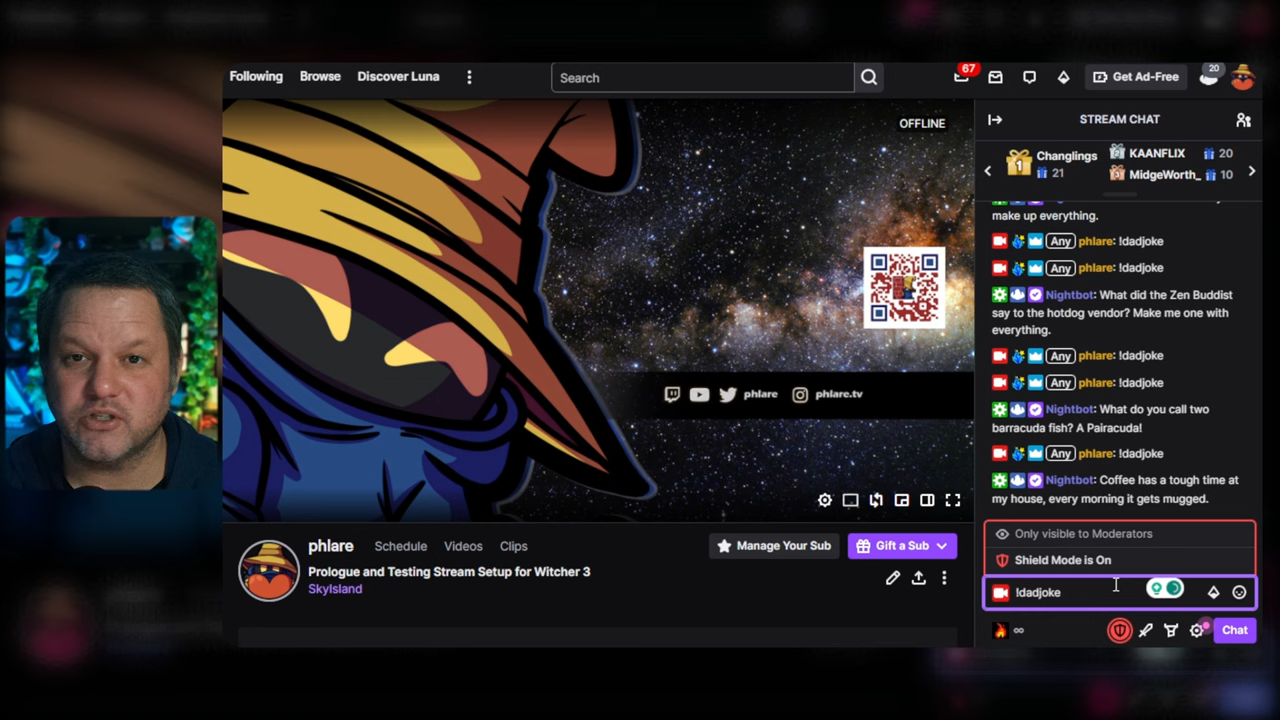 Following Browse Discover Luna
Search
67
Get Ad-Free
20
OFFLINE
phlare
phlare.tv
phlare Schedule Videos Clips
Manage Your Sub
Gift a Sub
Prologue and Testing Stream Setup for Witcher 3
SkyIsland
STREAM CHAT
1 Changlings 21
2 KAANFLIX 20
3 MidgeWorth_ 10
make up everything.
Any phlare: !dadjoke
Any phlare: !dadjoke
Nightbot: What did the Zen Buddist
say to the hotdog vendor? Make me one with
everything.
Any phlare: !dadjoke
Any phlare: !dadjoke
Nightbot: What do you call two
barracuda fish? A Pairacuda!
Any phlare: !dadjoke
Nightbot: Coffee has a tough time at
my house, every morning it gets mugged.
Only visible to Moderators
Shield Mode is On
!dadjoke
∞
Chat